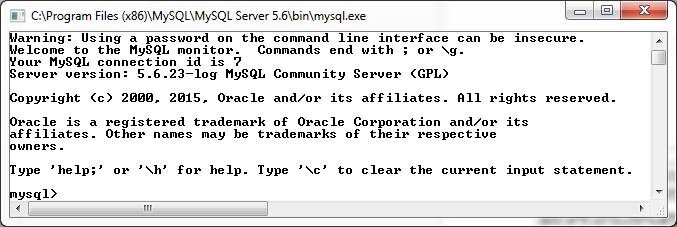 C:\Program Files (x86)\MySQL\MySQL Server 5.6\bin\mysql.exe
Warning: Using a password on the command line interface can be insecure.
Welcome to the MySQL monitor.  Commands end with ; or \g.
Your MySQL connection id is 7
Server version: 5.6.23-log MySQL Community Server (GPL)
Copyright (c) 2000, 2015, Oracle and/or its affiliates. All rights reserved.
Oracle is a registered trademark of Oracle Corporation and/or its
affiliates. Other names may be trademarks of their respective
owners.
Type 'help;' or '\h' for help. Type '\c' to clear the current input statement.
mysql>